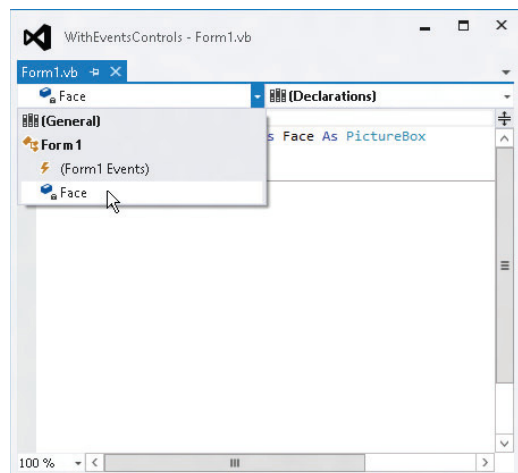 WithEventsControls - Form1.vb
Form1.vb
Face (Declarations)
(General)
s Face As PictureBox
Form1
(Form1 Events)
Face
100 %